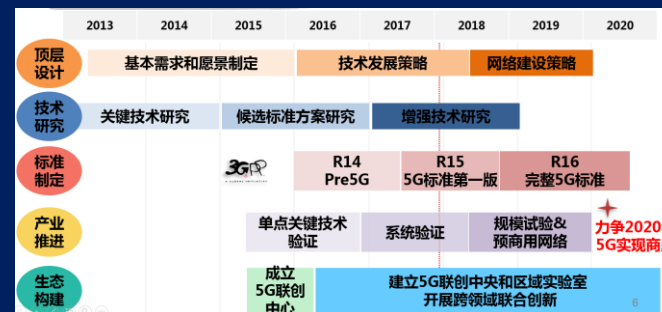 2013 2014 2015 2016 2017 2018 2019 2020
顶层
设计
基本需求和愿景制定 技术发展策略 网络建设策略
技术
研究
关键技术研究 候选标准方案研究 增强技术研究
标准
制定
3GPP
A GLOBAL INITIATIVE
R14
Pre5G
R15
5G标准第一版
R16
完整5G标准
产业
推进
单点关键技术
验证
系统验证
规模试验&
预商用网络
力争2020
5G实现商
生态
构建
成立
5G联创
中心
建立5G联创中央和区域实验室
开展跨领域联合创新
6